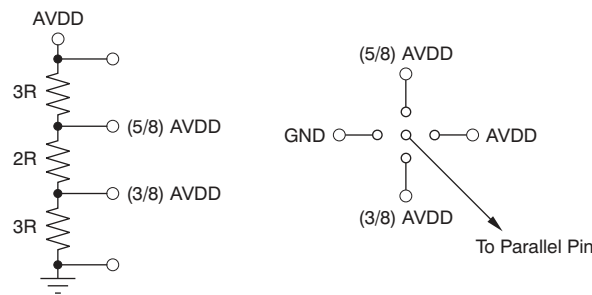 AVDD
3R
(5/8) AVDD
2R
(3/8) AVDD
3R
(5/8) AVDD
GND
AVDD
(3/8) AVDD
To Parallel Pin